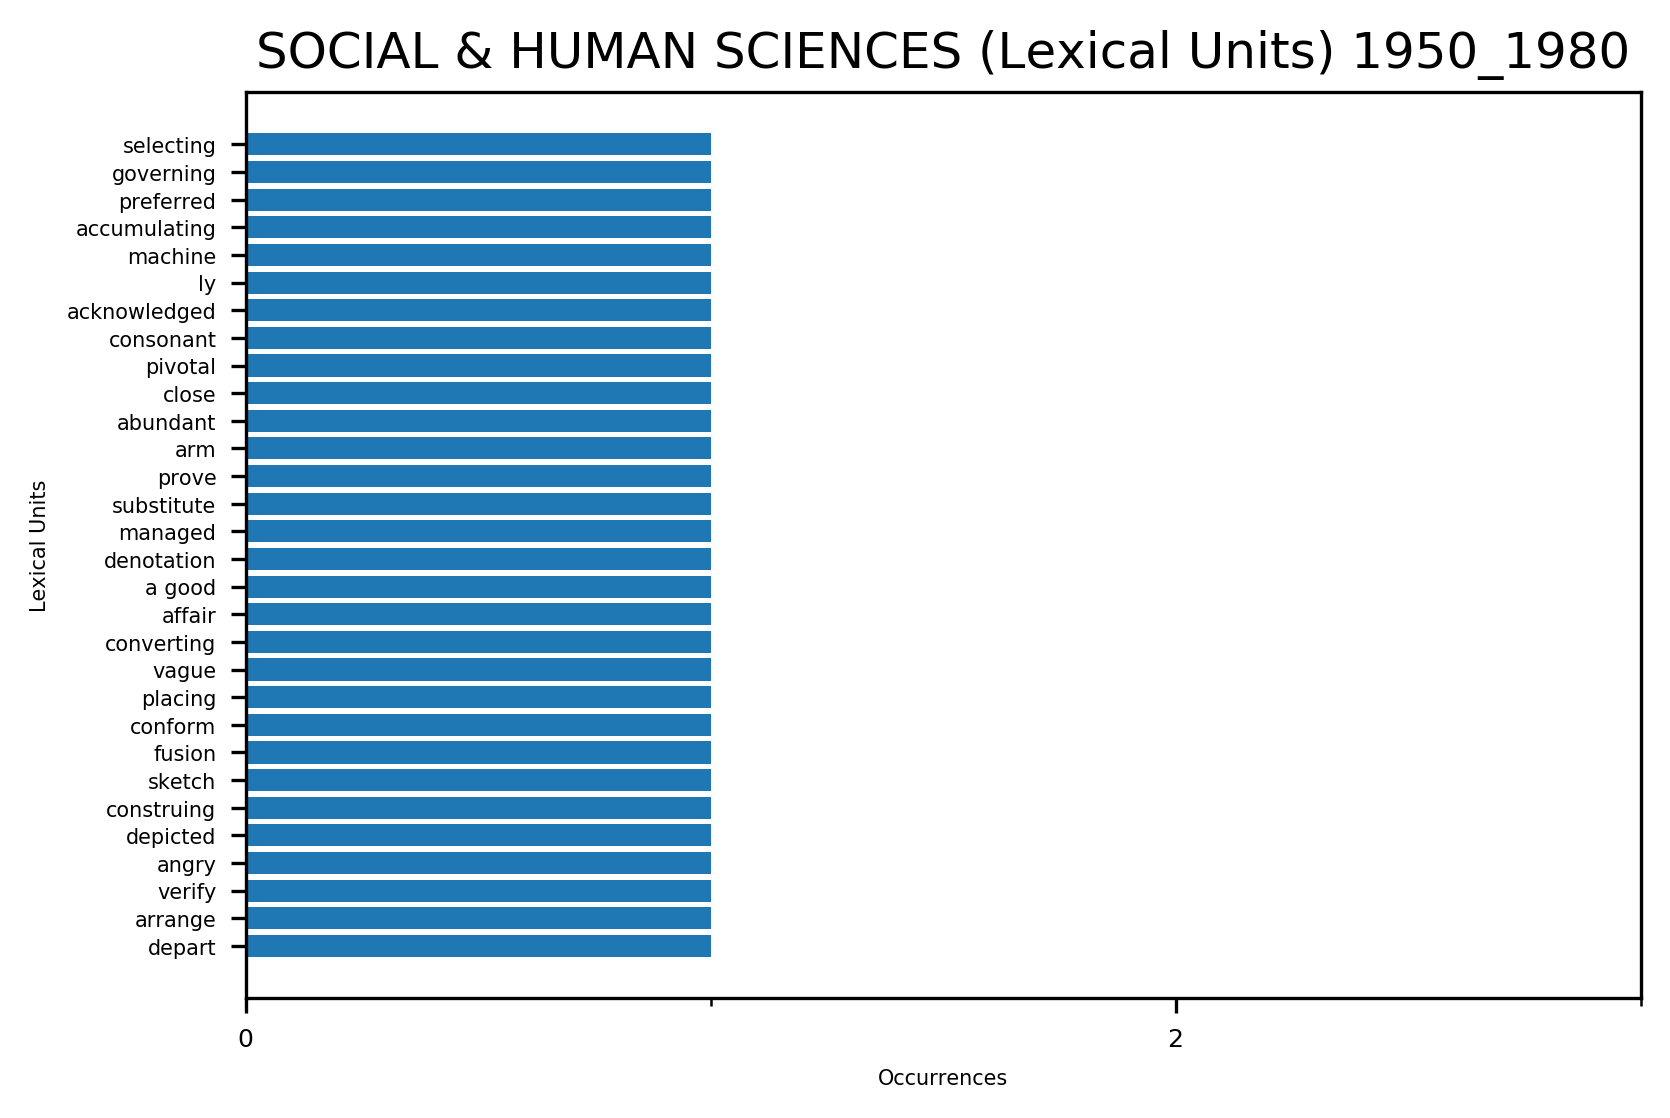 SOCIAL & HUMAN SCIENCES (Lexical Units) 1950_1980
selecting
governing
preferred
accumulating
machine
ly
acknowledged
consonant
pivotal
close
abundant
arm
prove
substitute
managed
denotation
a good
affair
converting
vague
placing
conform
fusion
sketch
construing
depicted
angry
verify
arrange
depart
Lexical Units
0 2
Occurrences